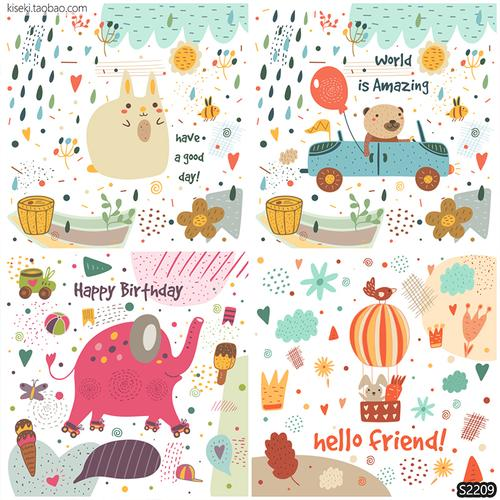 kiseki.taobao.com
have
a good
day!
World
is Amazing
Happy Birthday
hello friend!
S2209